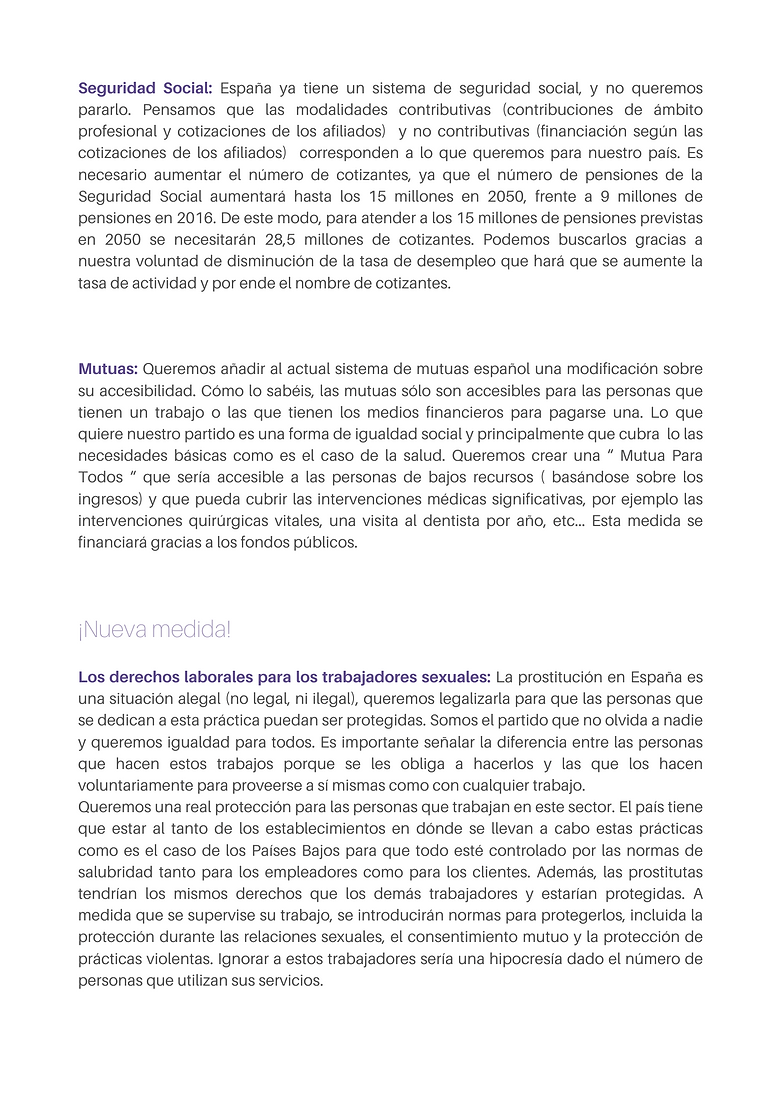 Seguridad Social: España ya tiene un sistema de seguridad social, y no queremos
pararlo. Pensamos que las modalidades contributivas (contribuciones de ámbito
profesional y cotizaciones de los afiliados)  y no contributivas (financiación según las
cotizaciones de los afiliados)  corresponden a lo que queremos para nuestro país. Es
necesario aumentar el número de cotizantes, ya que el número de pensiones de la
Seguridad Social aumentará hasta los 15 millones en 2050, frente a 9 millones de
pensiones en 2016. De este modo, para atender a los 15 millones de pensiones previstas
en 2050 se necesitarán 28,5 millones de cotizantes. Podemos buscarlos gracias a
nuestra voluntad de disminución de la tasa de desempleo que hará que se aumente la
tasa de actividad y por ende el nombre de cotizantes.
Mutuas: Queremos añadir al actual sistema de mutuas español una modificación sobre
su accesibilidad. Cómo lo sabéis, las mutuas sólo son accesibles para las personas que
tienen un trabajo o las que tienen los medios financieros para pagarse una. Lo que
quiere nuestro partido es una forma de igualdad social y principalmente que cubra  lo las
necesidades básicas como es el caso de la salud. Queremos crear una “ Mutua Para
Todos “ que sería accesible a las personas de bajos recursos ( basándose sobre los
ingresos) y que pueda cubrir las intervenciones médicas significativas, por ejemplo las
intervenciones quirúrgicas vitales, una visita al dentista por año, etc... Esta medida se
financiará gracias a los fondos públicos.
¡Nueva medida!
Los derechos laborales para los trabajadores sexuales: La prostitución en España es
una situación alegal (no legal, ni ilegal), queremos legalizarla para que las personas que
se dedican a esta práctica puedan ser protegidas. Somos el partido que no olvida a nadie
y queremos igualdad para todos. Es importante señalar la diferencia entre las personas
que hacen estos trabajos porque se les obliga a hacerlos y las que los hacen
voluntariamente para proveerse a sí mismas como con cualquier trabajo.
Queremos una real protección para las personas que trabajan en este sector. El país tiene
que estar al tanto de los establecimientos en dónde se llevan a cabo estas prácticas
como es el caso de los Países Bajos para que todo esté controlado por las normas de
salubridad tanto para los empleadores como para los clientes. Además, las prostitutas
tendrían los mismos derechos que los demás trabajadores y estarían protegidas. A
medida que se supervise su trabajo, se introducirán normas para protegerlos, incluida la
protección durante las relaciones sexuales, el consentimiento mutuo y la protección de
prácticas violentas. Ignorar a estos trabajadores sería una hipocresía dado el número de
personas que utilizan sus servicios.